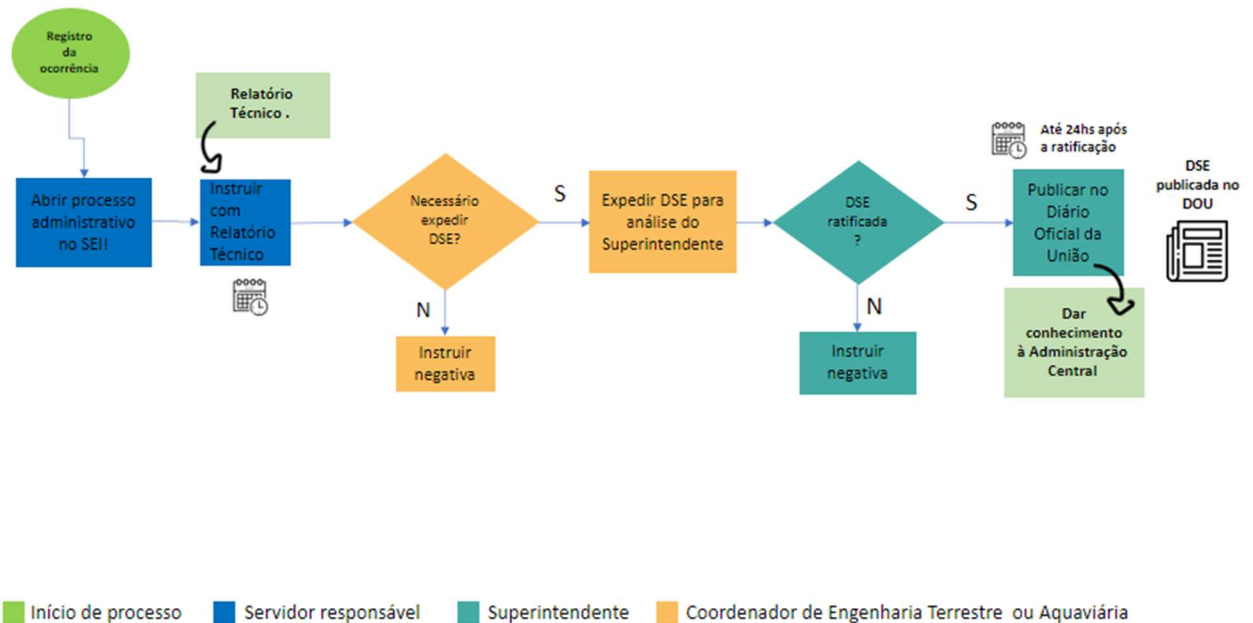 Registro
da
ocorrência
Relatório
Técnico .
Abrir processo
administrativo
no SEI!
Instruir
com
Relatório
Técnico
Necessário
expedir
DSE?
S
N
Instruir
negativa
Expedir DSE para
análise do
Superintendente
DSE
ratificada
?
S
N
Instruir
negativa
Até 24hs após
a ratificação
Publicar no
Diário
Oficial da
União
DSE
publicada no
DOU
Dar
conhecimento
à Administração
Central
Início de processo
Servidor responsável
Superintendente
Coordenador de Engenharia Terrestre ou Aquaviária